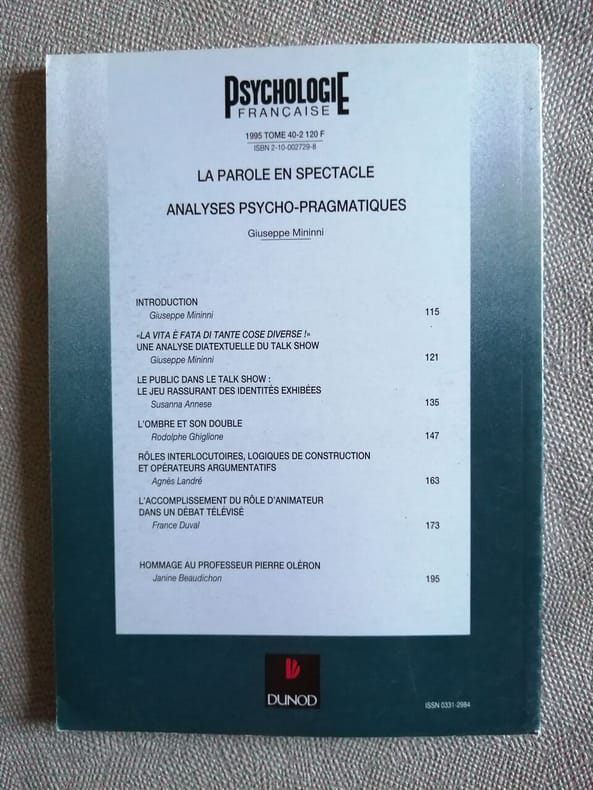 PSYCHOLOGIE
FRANÇAISE
1995 TOME 40-2 120 F
ISBN 2-10-002729-8
LA PAROLE EN SPECTACLE
ANALYSES PSYCHO-PRAGMATIQUES
Giuseppe Mininni
INTRODUCTION
Giuseppe Mininni 115
«LA VITA È FATA DI TANTE COSE DIVERSE !»
UNE ANALYSE DIATEXTUELLE DU TALK SHOW
Giuseppe Mininni 121
LE PUBLIC DANS LE TALK SHOW :
LE JEU RASSURANT DES IDENTITÉS EXHIBÉES
Susanna Annese 135
L'OMBRE ET SON DOUBLE
Rodolphe Ghiglione 147
RÔLES INTERLOCUTOIRES, LOGIQUES DE CONSTRUCTION
ET OPÉRATEURS ARGUMENTATIFS
Agnès Landré 163
L'ACCOMPLISSEMENT DU RÔLE D'ANIMATEUR
DANS UN DÉBAT TÉLÉVISÉ
France Duval 173
HOMMAGE AU PROFESSEUR PIERRE OLÉRON
Janine Beaudichon 195
DUNOD
ISSN 0331-2984